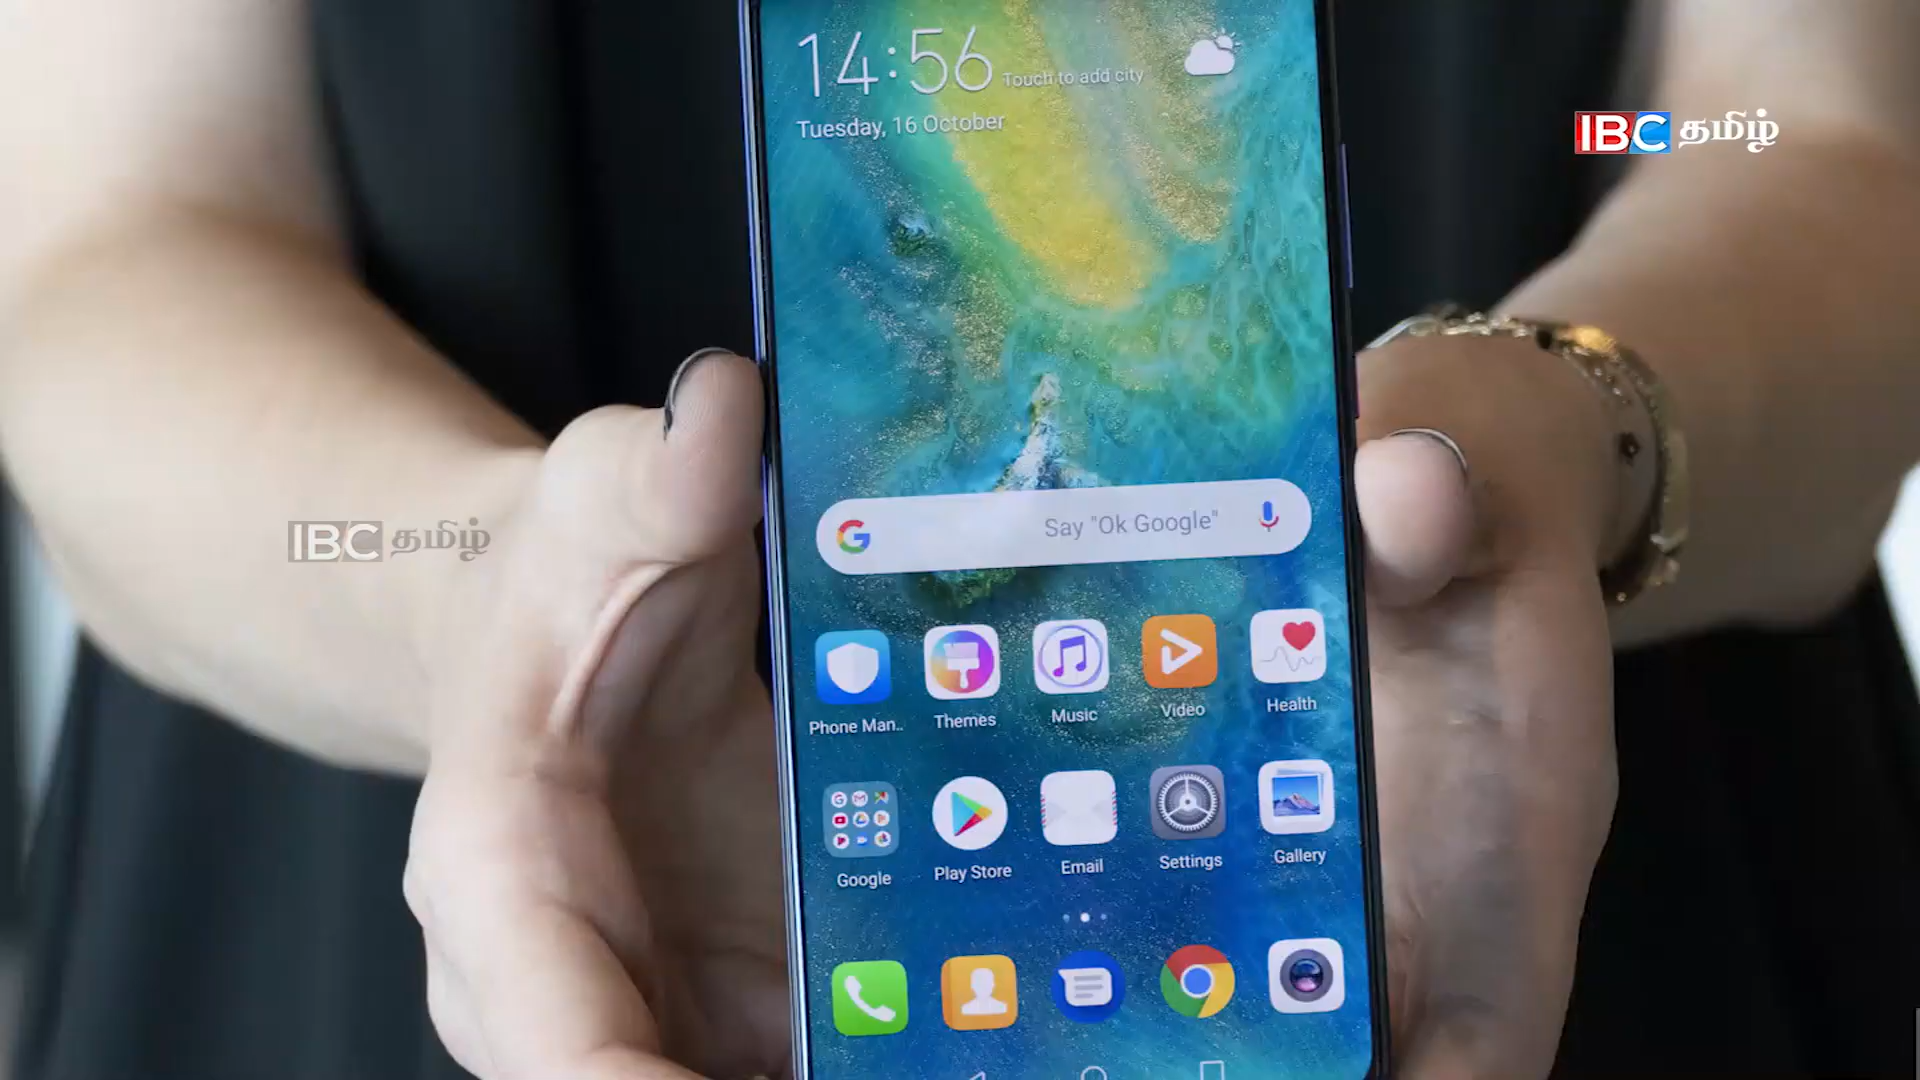 14:56 Touch to add city
Tuesday, 16 October
IBC தமிழ்
IBC தமிழ்
Say "Ok Google"
Phone Man..
Themes
Music
Video
Health
Google
Play Store
Email
Settings
Gallery